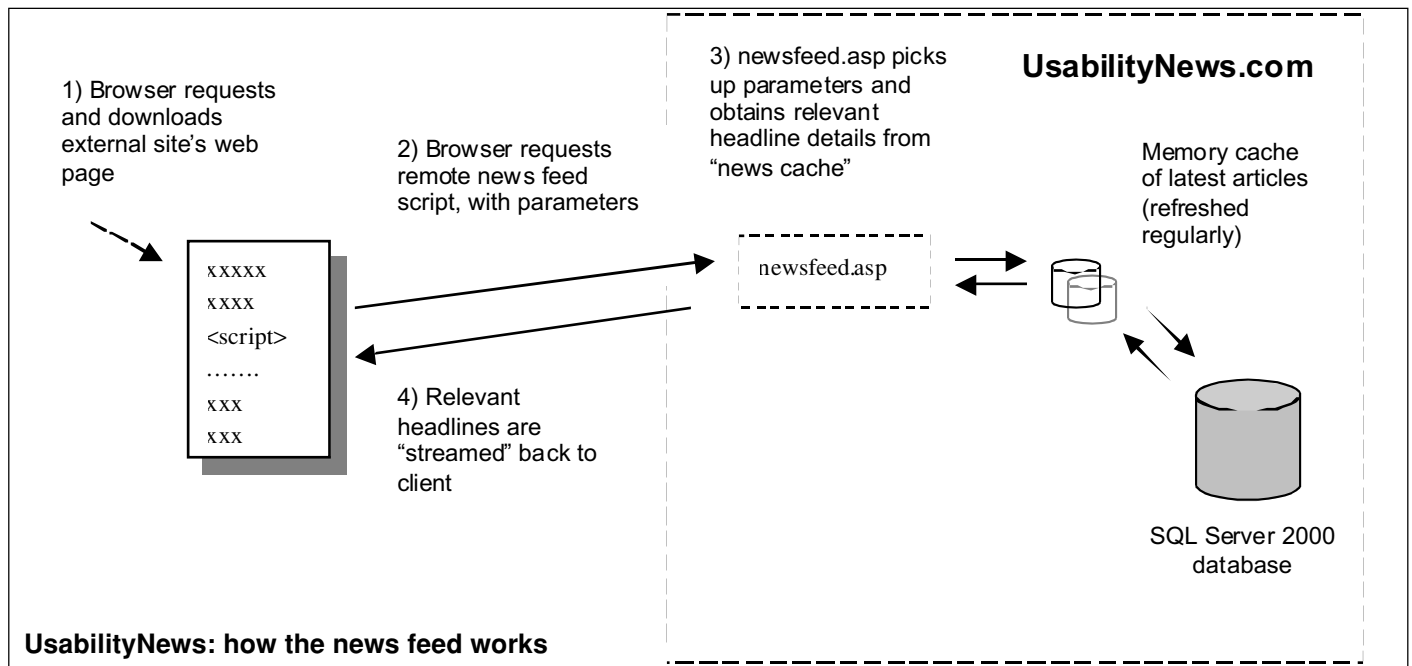 1) Browser requests
and downloads
external site's web
page
2) Browser requests
remote news feed
script, with parameters
3) newsfeed.asp picks
up parameters and
obtains relevant
headline details from
“news cache”
UsabilityNews.com
Memory cache
of latest articles
(refreshed
regularly)
xxxxx
xxxx
<script>
…….
xxx
xxx
newsfeed.asp
4) Relevant
headlines are
“streamed” back to
client
SQL Server 2000
database
UsabilityNews: how the news feed works